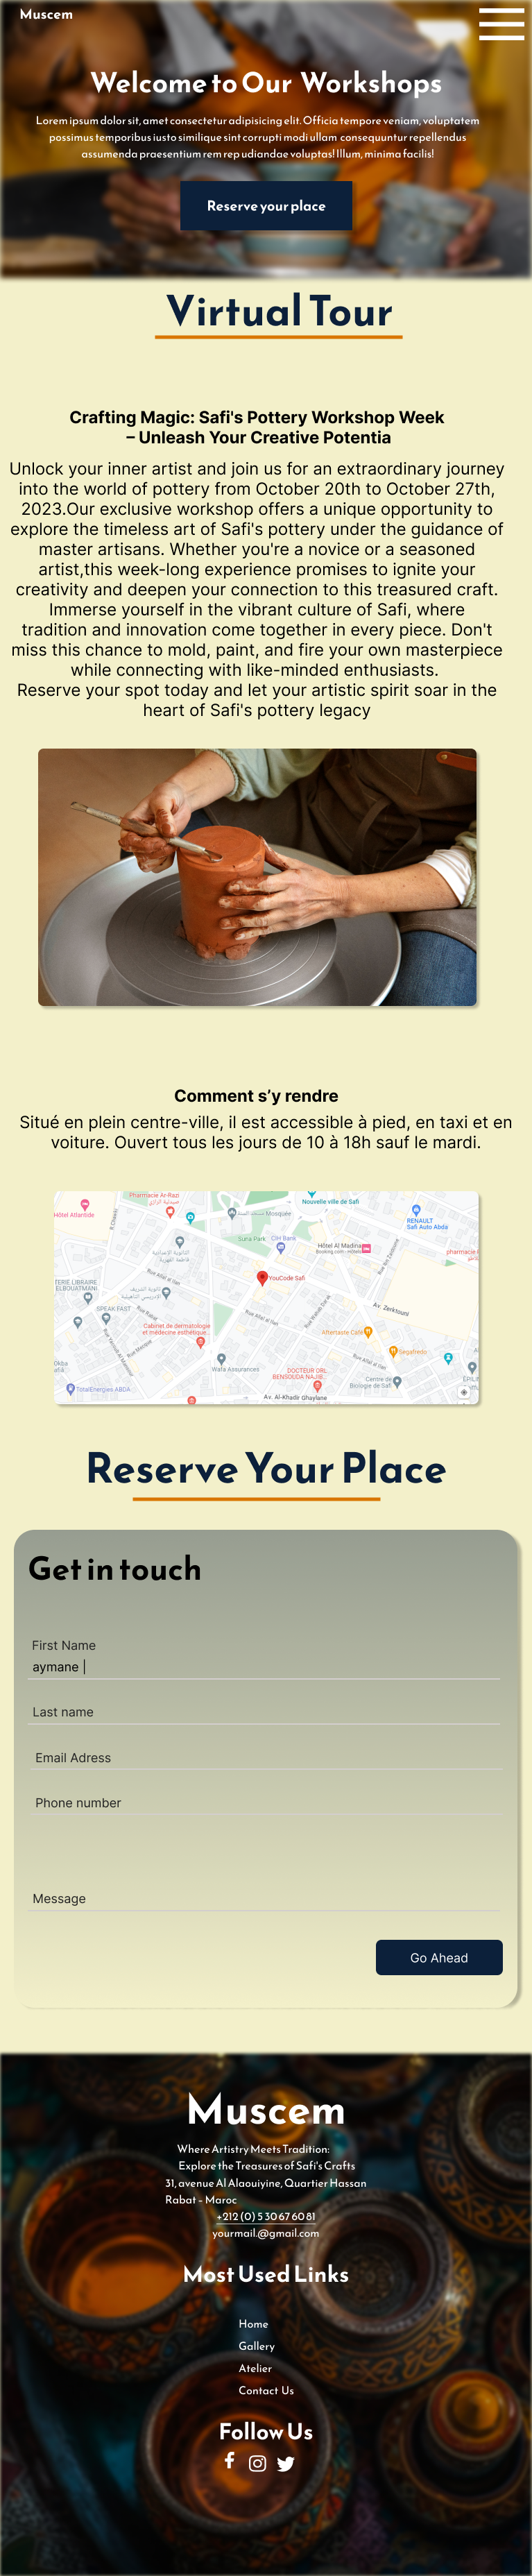 Muscem
Welcome to Our Workshops
Lorem ipsum dolor sit, amet consectetur adipisicing elit. Officia tempore veniam, voluptatem
possimus temporibus iusto similique sint corrupti modi ullam consequuntur repellendus
assumenda praesentium rem rep udiandae voluptas! Illum, minima facilis!
Reserve your place
Virtual Tour
Crafting Magic: Safi's Pottery Workshop Week
– Unleash Your Creative Potentia
Unlock your inner artist and join us for an extraordinary journey
into the world of pottery from October 20th to October 27th,
2023.Our exclusive workshop offers a unique opportunity to
explore the timeless art of Safi's pottery under the guidance of
master artisans. Whether you're a novice or a seasoned
artist,this week-long experience promises to ignite your
creativity and deepen your connection to this treasured craft.
Immerse yourself in the vibrant culture of Safi, where
tradition and innovation come together in every piece. Don't
miss this chance to mold, paint, and fire your own masterpiece
while connecting with like-minded enthusiasts.
Reserve your spot today and let your artistic spirit soar in the
heart of Safi's pottery legacy
Comment s’y rendre
Situé en plein centre-ville, il est accessible à pied, en taxi et en
voiture. Ouvert tous les jours de 10 à 18h sauf le mardi.
Pharmacie Ar-Razi
صيدلية الرازي
Nouvelle ville de Safi
Hôtel Atlantide
Mosquée
RENAULT
Safi Auto Abda
Suria Park
CIH Bank
Hôtel Al Madina
Booking.com
pharmacie
YouCode Safi
TERIE LIBRAIRE
ELBOUATMANI
SPEAK FAST
Av. Zerktouni
Cabinet de dermatologie
et médecine esthétique...
Aftertaste Café
Segafredo
Okba
Wafa Assurances
DOCTEUR ORL
BENSOUDA NAJIB...
Centre de
Biologie de Safi
TotalEnergies ABDA
Av. Al-Khadir Ghaylane
Reserve Your Place
Get in touch
First Name
aymane |
Last name
Email Adress
Phone number
Message
Go Ahead
Muscem
Where Artistry Meets Tradition:
Explore the Treasures of Safi's Crafts
31, avenue Al Alaouiyine, Quartier Hassan
Rabat – Maroc
+212 (0) 5 30 67 60 81
yourmail.@gmail.com
Most Used Links
Home
Gallery
Atelier
Contact Us
Follow Us